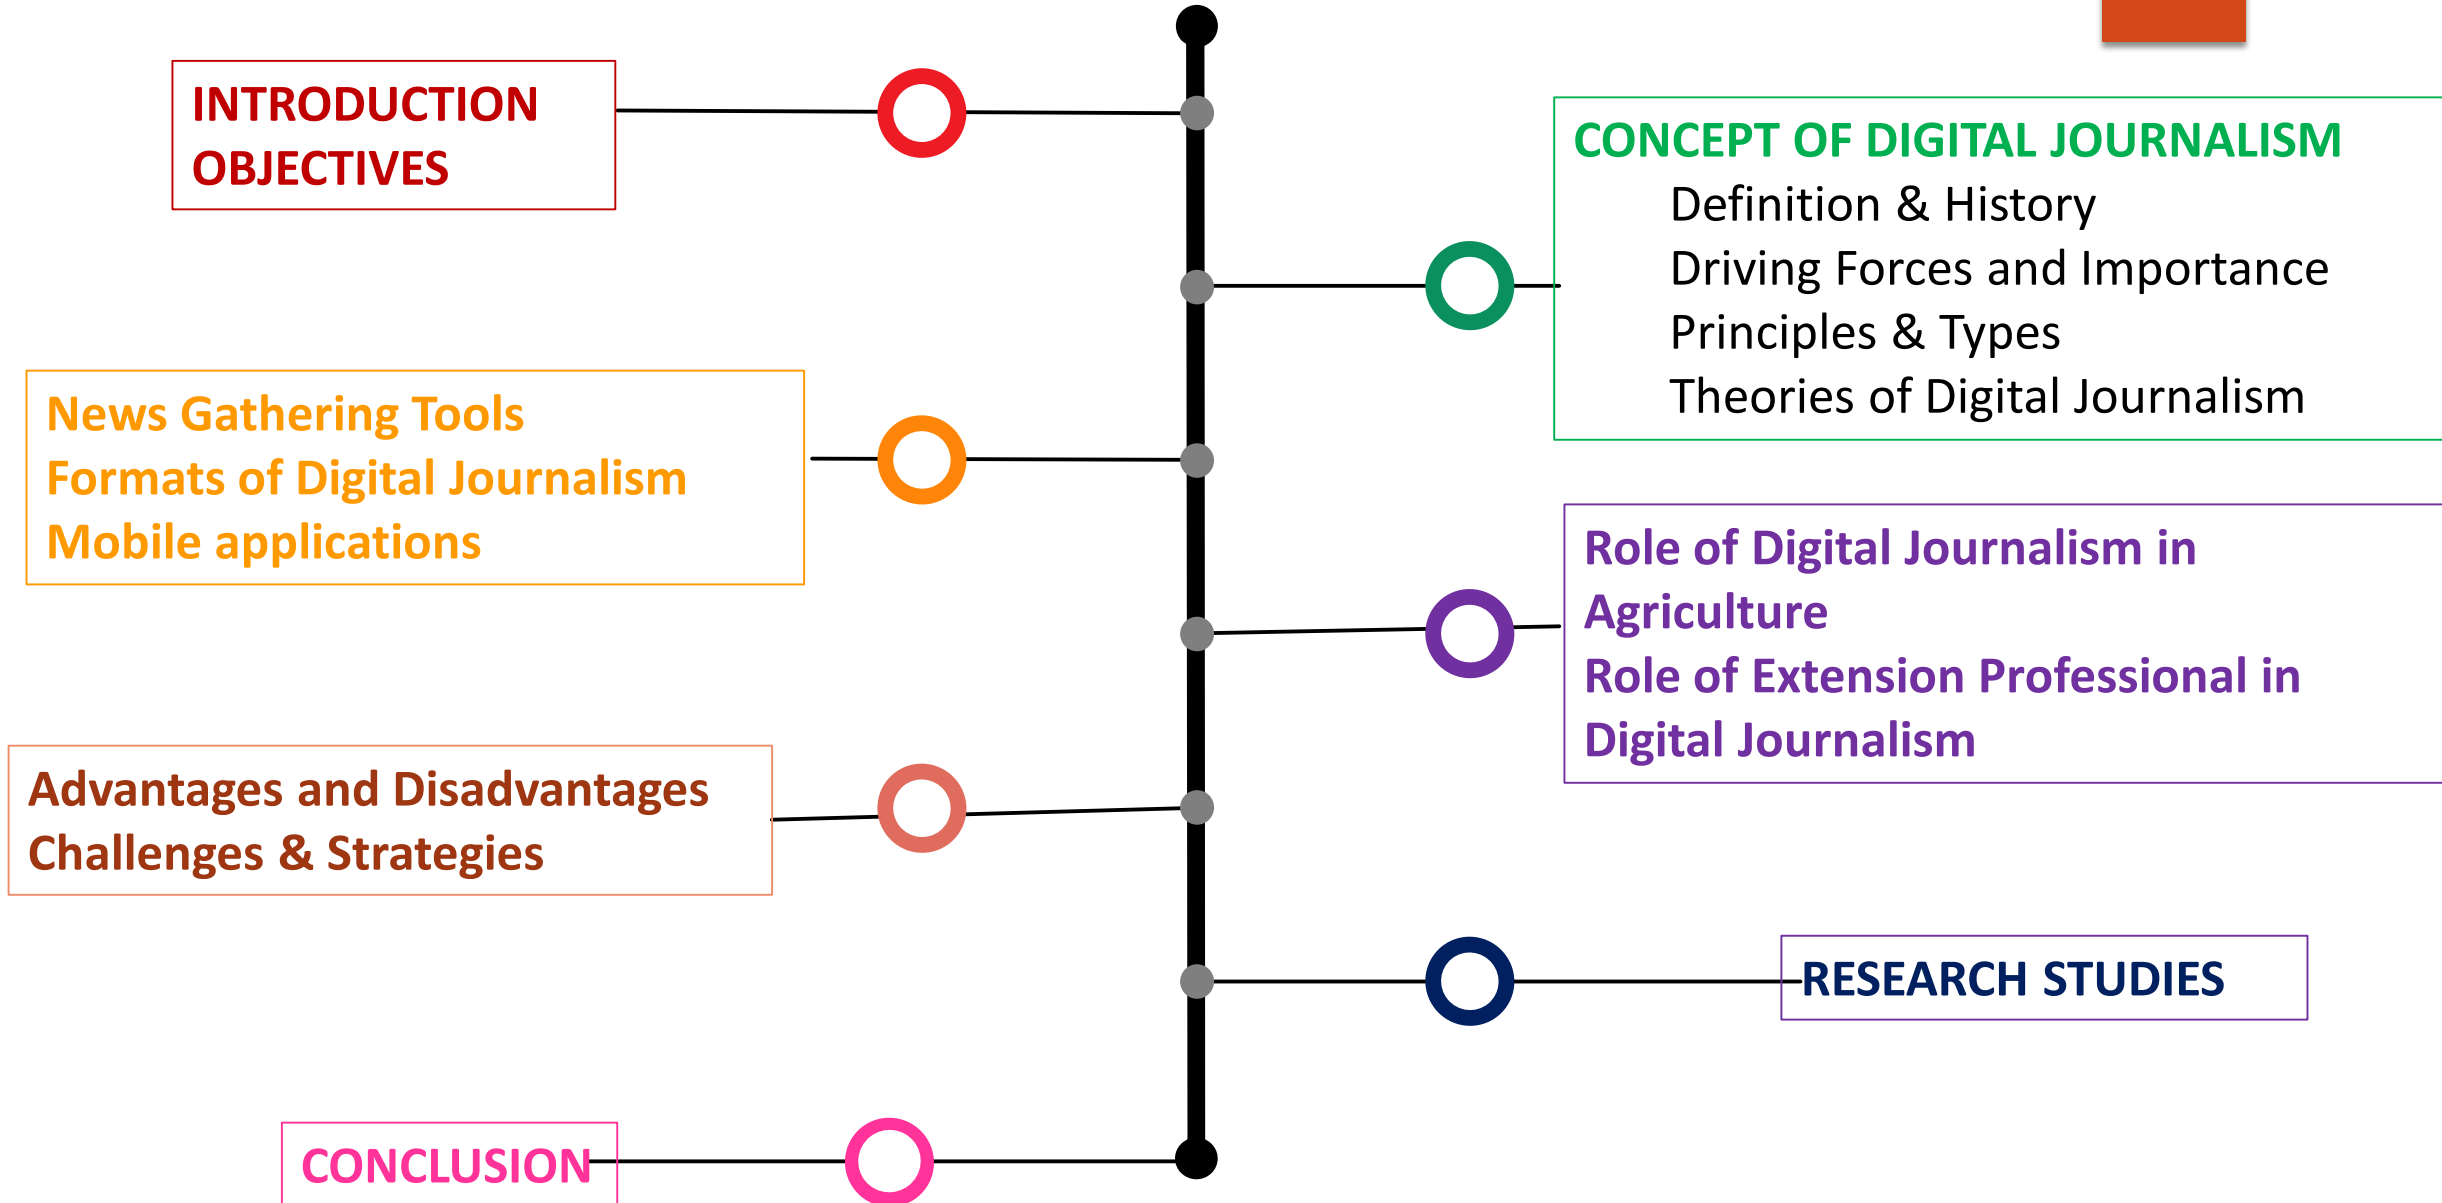 INTRODUCTION
OBJECTIVES
CONCEPT OF DIGITAL JOURNALISM
Definition & History
Driving Forces and Importance
Principles & Types
Theories of Digital Journalism
News Gathering Tools
Formats of Digital Journalism
Mobile applications
Role of Digital Journalism in
Agriculture
Role of Extension Professional in
Digital Journalism
Advantages and Disadvantages
Challenges & Strategies
RESEARCH STUDIES
CONCLUSION